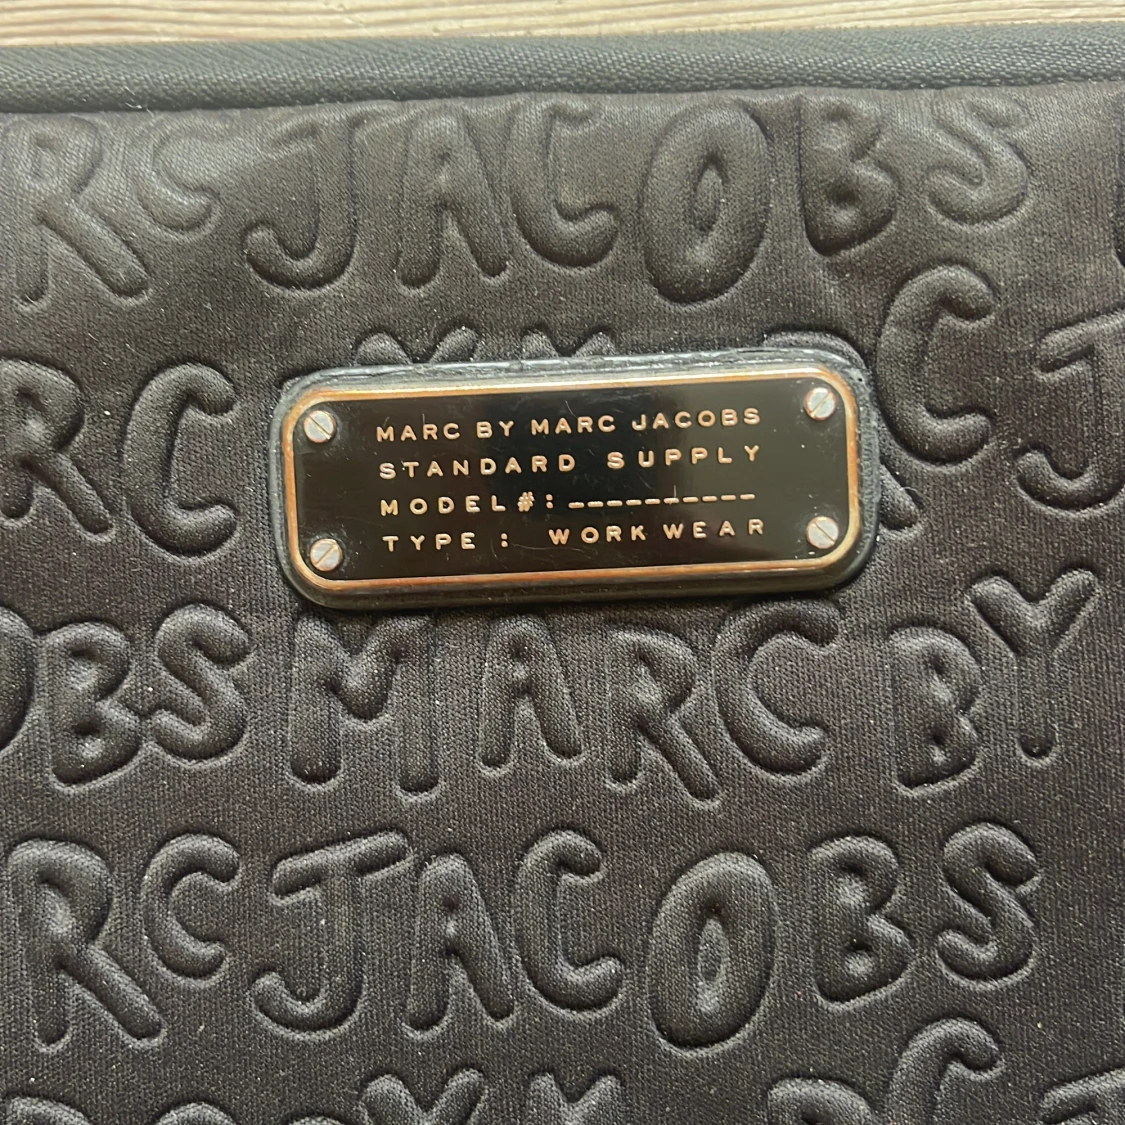 RC JACOBS
MARC BY MARC JACOBS
STANDARD SUPPLY
MODEL#: __________
TYPE : WORK WEAR
RC
C J
OBS MARC BY
RC JACOBS